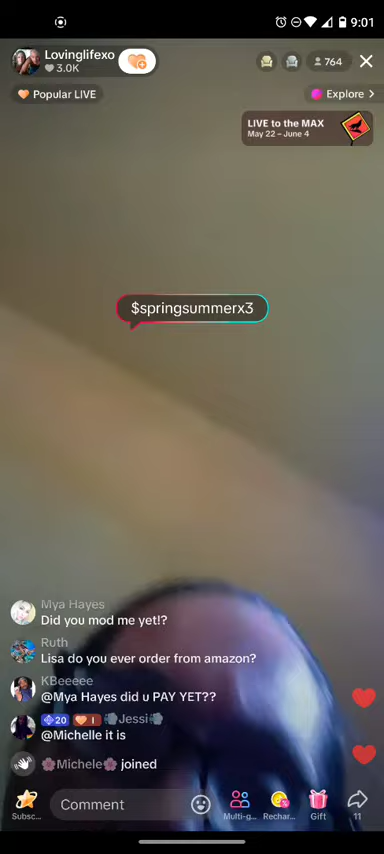 9:01
Lovinglifexo
3.0K
764
Popular LIVE
Explore >
LIVE to the MAX
May 22 – June 4
$springsummerx3
Mya Hayes
Did you mod me yet!?
Ruth
Lisa do you ever order from amazon?
KBeeeee
@Mya Hayes did u PAY YET??
20 1 Jessi
@Michelle it is
Michele joined
Comment
Subsc... Multi-g... Rechar... Gift 11